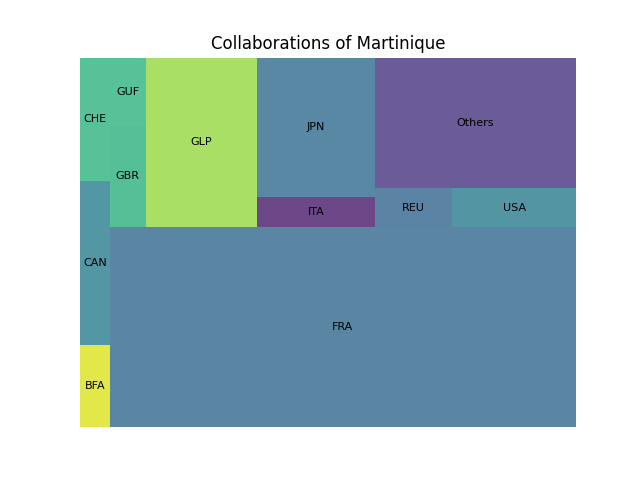 Collaborations of Martinique
GUF
CHE
GLP
JPN
Others
GBR
ITA
REU
USA
CAN
FRA
BFA